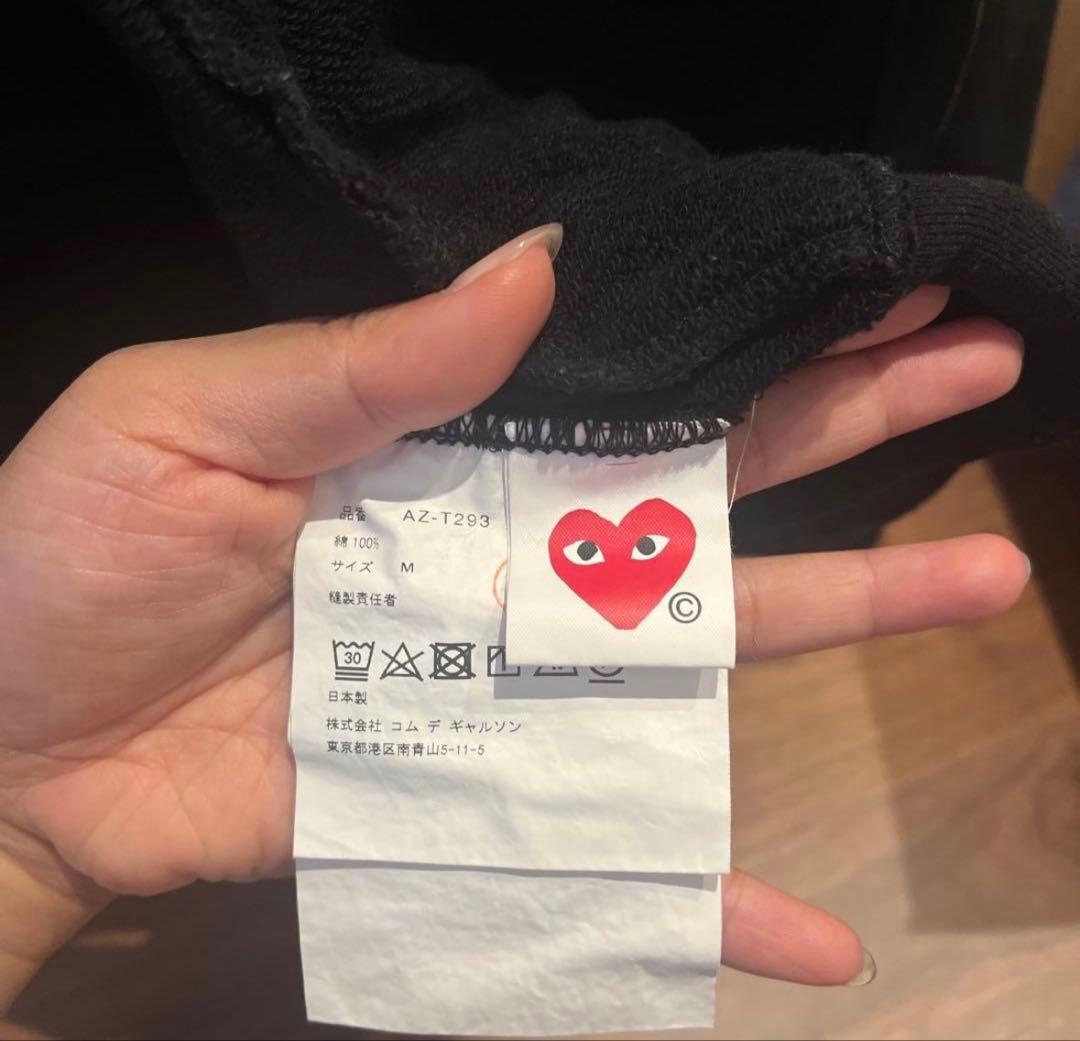 品番 AZ-T293
綿 100%
サイズ M
縫製責任者
©
30
日本製
株式会社 コム デ ギャルソン
東京都港区南青山5-11-5